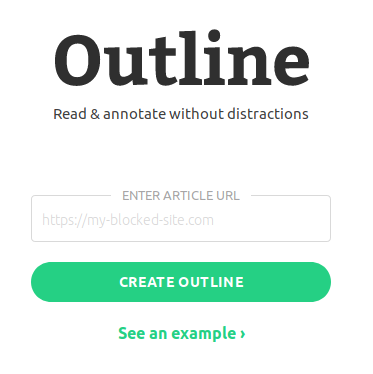 Outline
Read & annotate without distractions
ENTER ARTICLE URL
https://my-blocked-site.com
CREATE OUTLINE
See an example ›